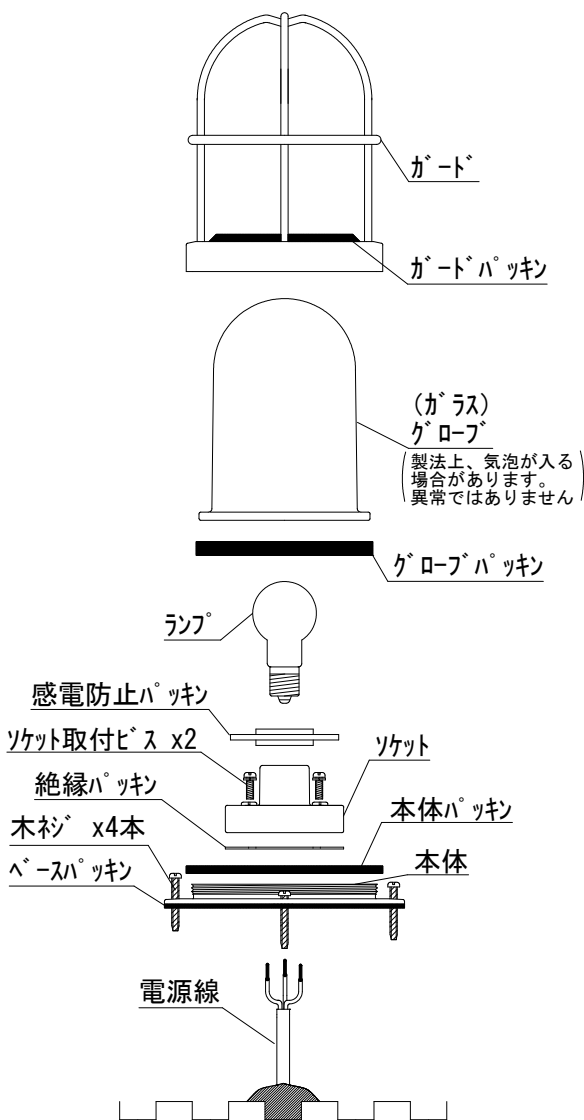 ｶﾞｰﾄﾞ
ｶﾞｰﾄﾞﾊﾟｯｷﾝ
(ｶﾞﾗｽ)
ｸﾞﾛｰﾌﾞ
(製法上、気泡が入る
場合があります。
異常ではありません)
ｸﾞﾛｰﾌﾞﾊﾟｯｷﾝ
ﾗﾝﾌﾟ
感電防止ﾊﾟｯｷﾝ
ｿｹｯﾄ取付ﾋﾞｽ x2
ｿｹｯﾄ
絶縁ﾊﾟｯｷﾝ
本体ﾊﾟｯｷﾝ
木ﾈｼﾞ x4本
本体
ﾍﾞｰｽﾊﾟｯｷﾝ
電源線